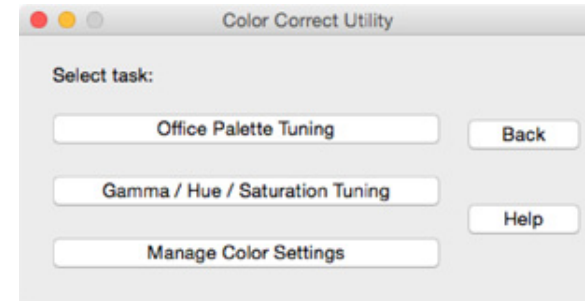 Color Correct Utility
Select task:
Office Palette Tuning
Back
Gamma / Hue / Saturation Tuning
Help
Manage Color Settings